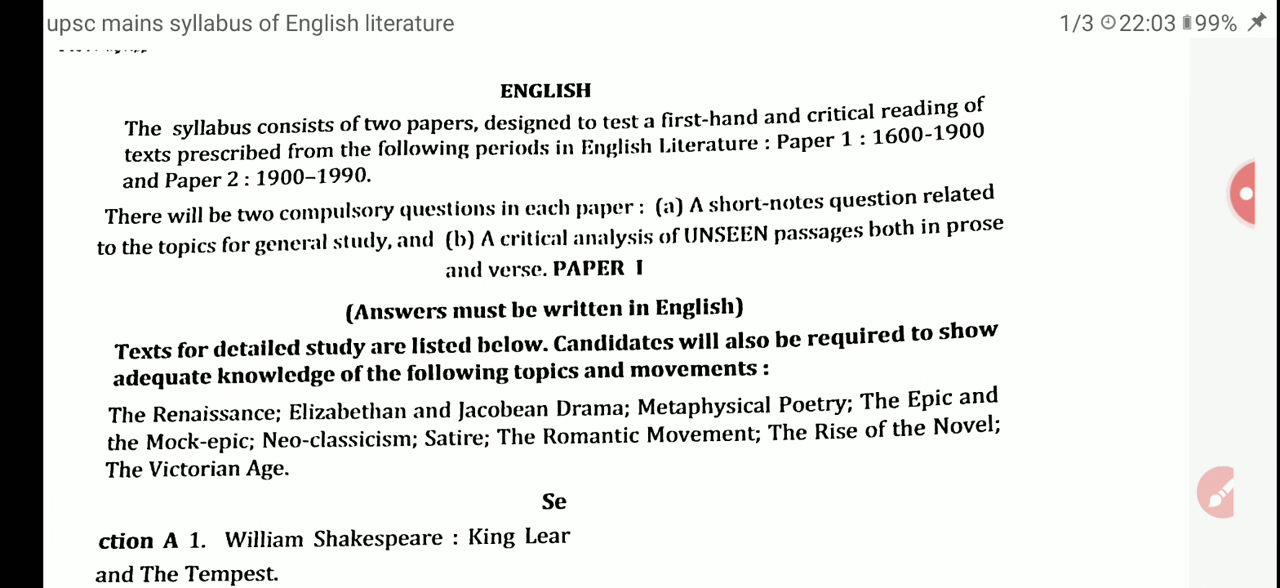 upsc mains syllabus of English literature
1/3 22:03 99%
ENGLISH
The syllabus consists of two papers, designed to test a first-hand and critical reading of
texts prescribed from the following periods in English Literature : Paper 1 : 1600-1900
and Paper 2 : 1900–1990.
There will be two compulsory questions in each paper : (a) A short-notes question related
to the topics for general study, and (b) A critical analysis of UNSEEN passages both in prose
and verse. PAPER I
(Answers must be written in English)
Texts for detailed study are listed below. Candidates will also be required to show
adequate knowledge of the following topics and movements :
The Renaissance; Elizabethan and Jacobean Drama; Metaphysical Poetry; The Epic and
the Mock-epic; Neo-classicism; Satire; The Romantic Movement; The Rise of the Novel;
The Victorian Age.
Se
ction A 1. William Shakespeare : King Lear
and The Tempest.